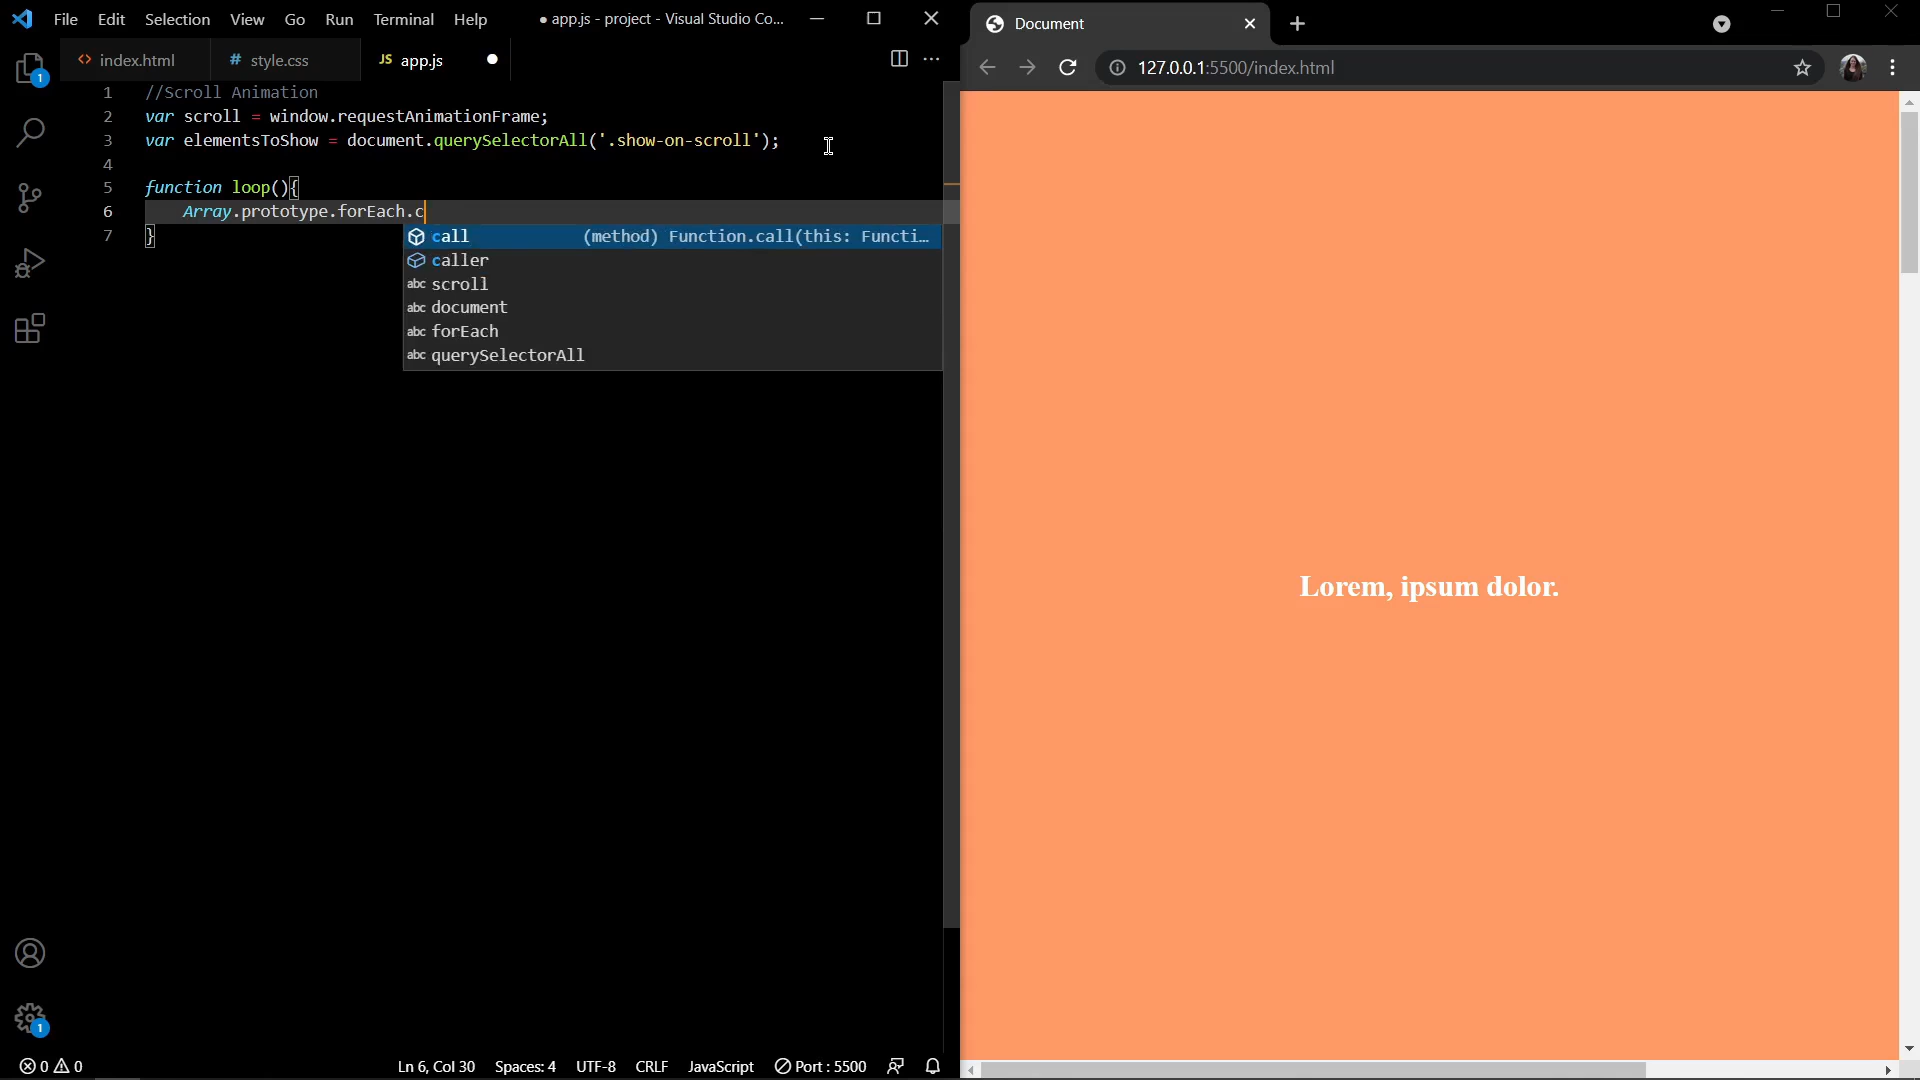 File Edit Selection View Go Run Terminal Help ● app.js - project - Visual Studio Co...
index.html
# style.css
JS app.js
1 //Scroll Animation
2 var scroll = window.requestAnimationFrame;
3 var elementsToShow = document.querySelectorAll('.show-on-scroll');
4
5 function loop(){
6 Array.prototype.forEach.c
7 }
call (method) Function.call(this: Functi…
caller
abc scroll
abc document
abc forEach
abc querySelectorAll
1
1
0 0 Ln 6, Col 30 Spaces: 4 UTF-8 CRLF JavaScript Port : 5500
Document
127.0.0.1:5500/index.html
Lorem, ipsum dolor.